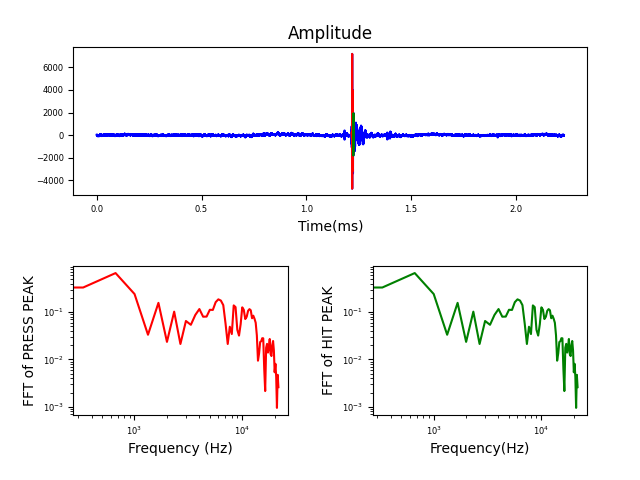 Amplitude
6000
4000
2000
0
−2000
−4000
0.0 0.5 1.0 1.5 2.0
Time(ms)
FFT of PRESS PEAK
10⁻¹
10⁻²
10⁻³
10³ 10⁴
Frequency (Hz)
FFT of HIT PEAK
10⁻¹
10⁻²
10⁻³
10³ 10⁴
Frequency(Hz)